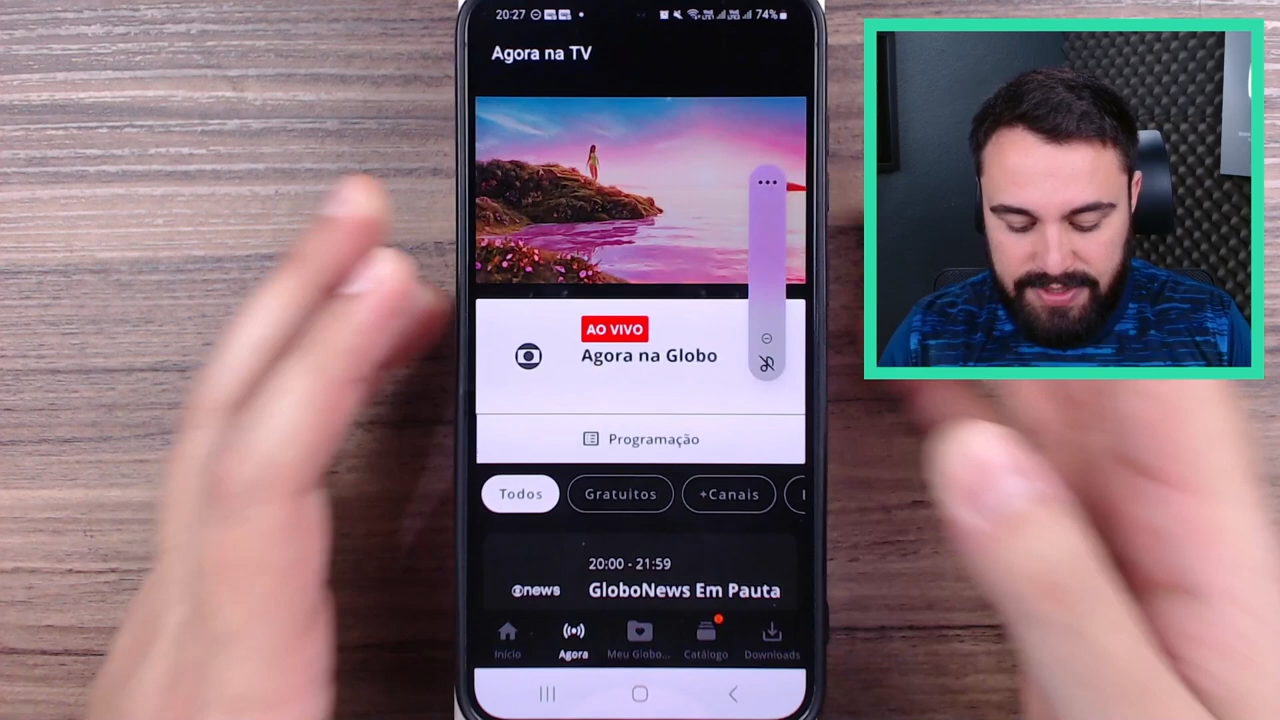 20:27
74%
Agora na TV
AO VIVO
Agora na Globo
Programação
Todos
Gratuitos
+Canais
20:00 - 21:59
news
GloboNews Em Pauta
Início
Agora
Meu Globo...
Catálogo
Downloads